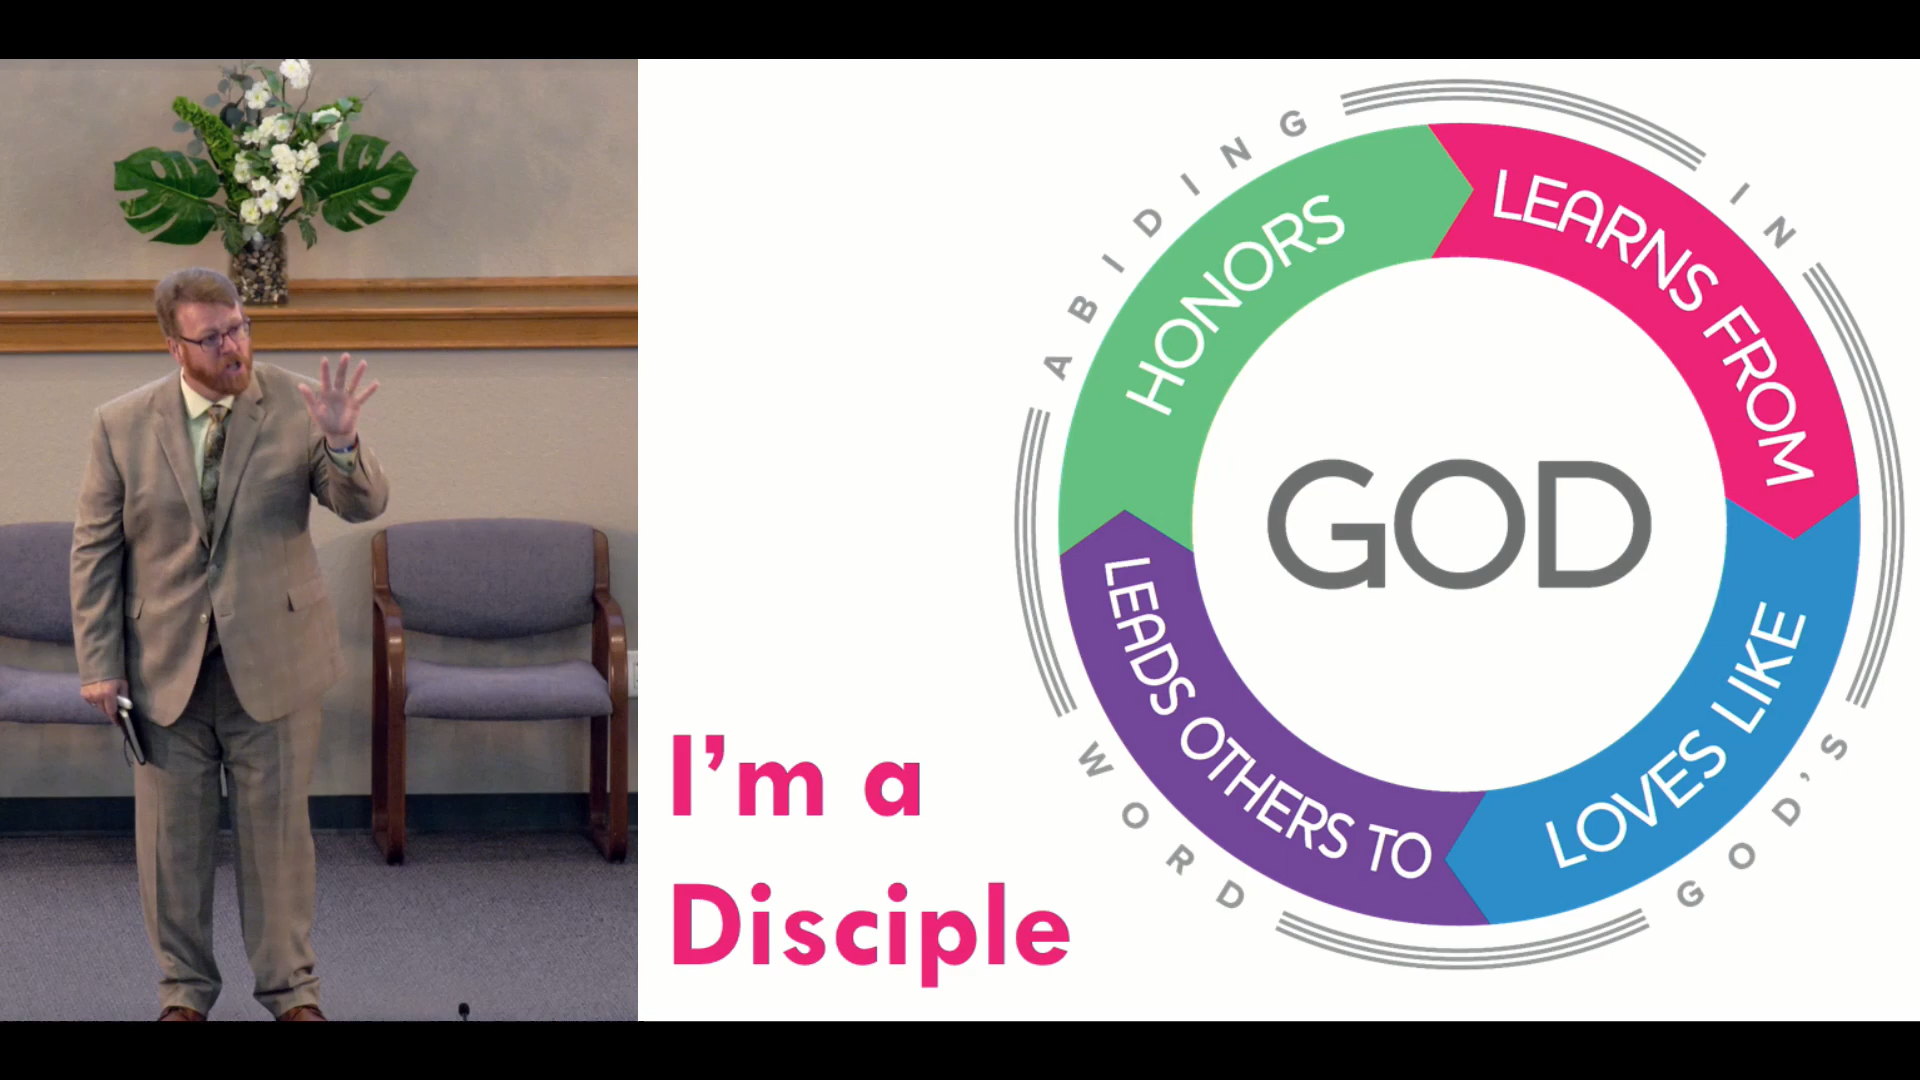 ABIDING IN GOD'S WORD
HONORS
LEARNS FROM
LOVES LIKE
LEADS OTHERS TO
GOD
I'm a
Disciple